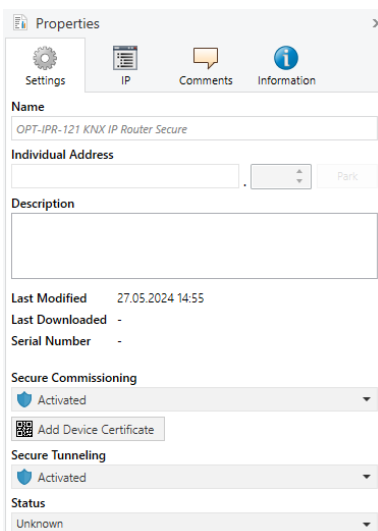 Properties
Settings
IP
Comments
Information
Name
OPT-IPR-121 KNX IP Router Secure
Individual Address
. Park
Description
Last Modified 27.05.2024 14:55
Last Downloaded -
Serial Number -
Secure Commissioning
Activated
Add Device Certificate
Secure Tunneling
Activated
Status
Unknown